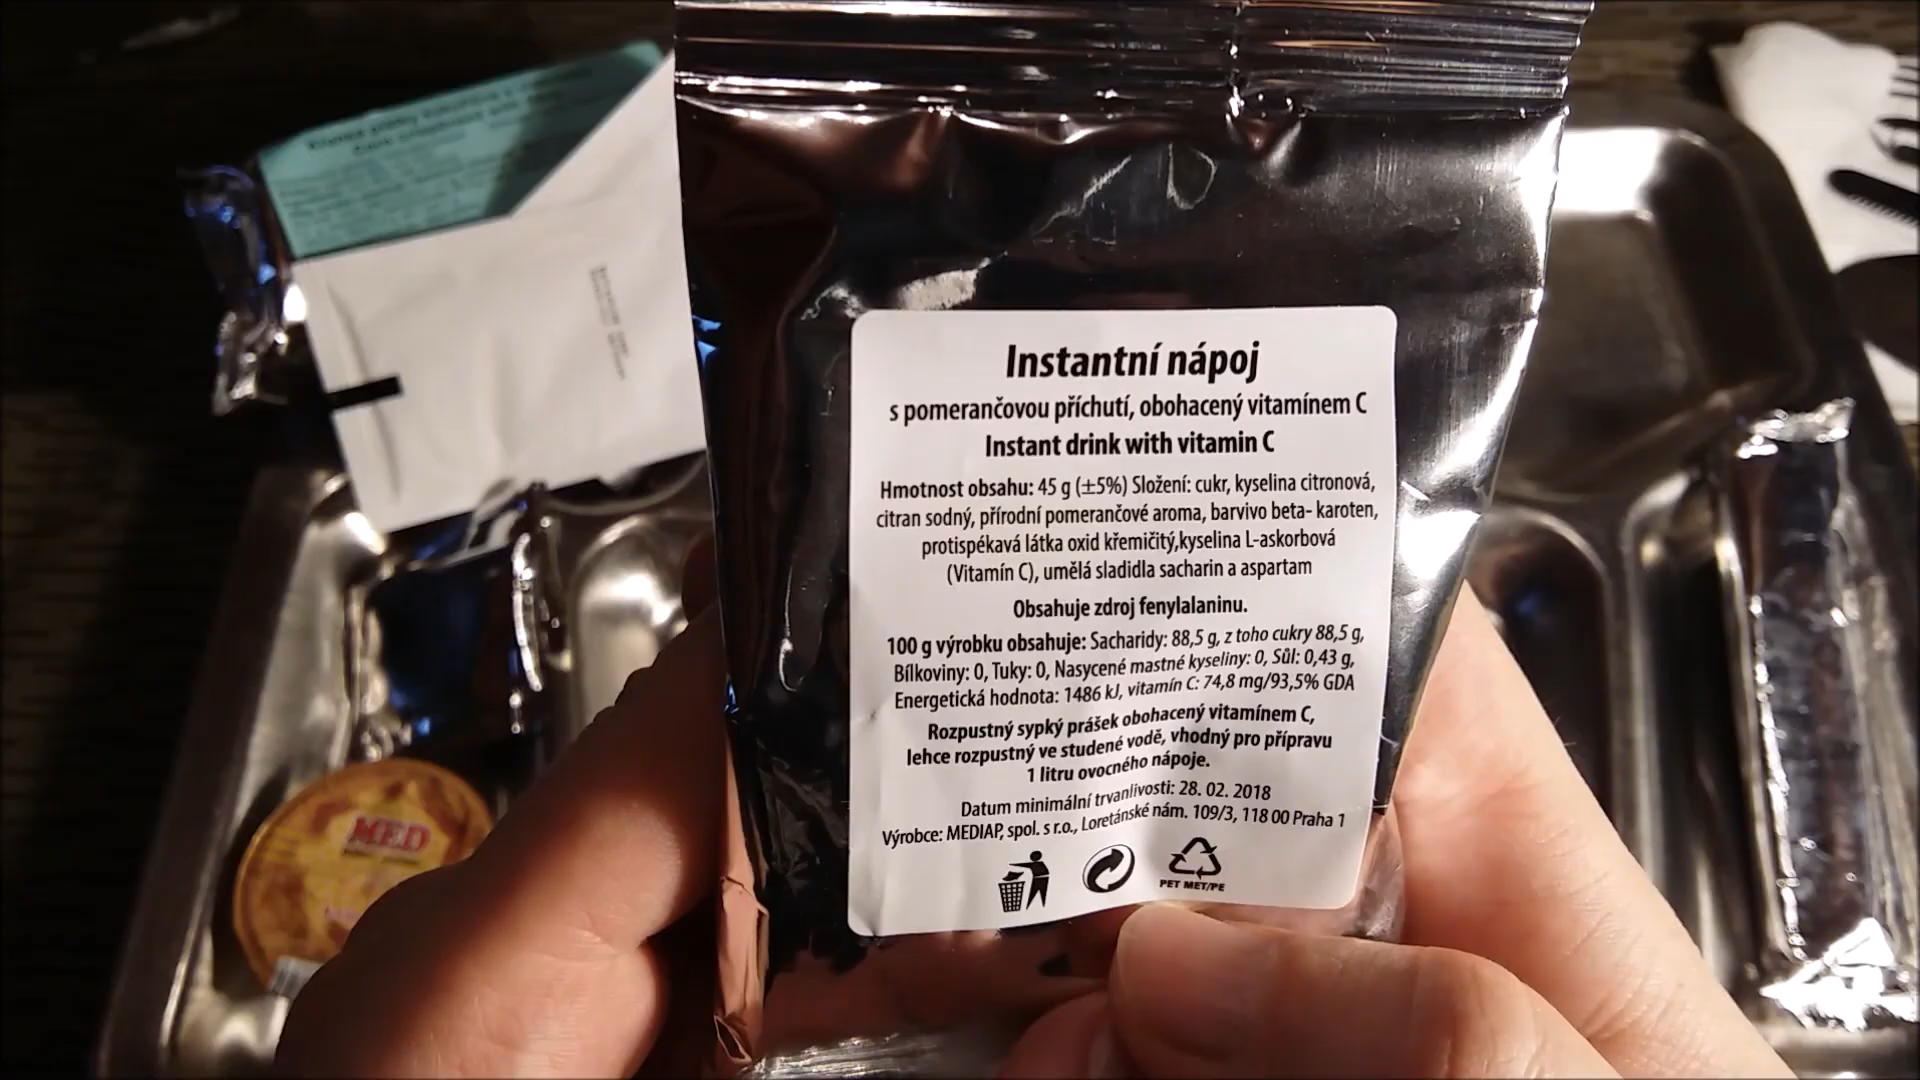 Instantní nápoj
s pomerančovou příchutí, obohacený vitamínem C
Instant drink with vitamin C
Hmotnost obsahu: 45 g (±5%) Složení: cukr, kyselina citronová,
citran sodný, přírodní pomerančové aroma, barvivo beta- karoten,
protispékavá látka oxid křemičitý,kyselina L-askorbová
(Vitamín C), umělá sladidla sacharin a aspartam
Obsahuje zdroj fenylalaninu.
100 g výrobku obsahuje: Sacharidy: 88,5 g, z toho cukry 88,5 g,
Bílkoviny: 0, Tuky: 0, Nasycené mastné kyseliny: 0, Sůl: 0,43 g,
Energetická hodnota: 1486 kJ, vitamín C: 74,8 mg/93,5% GDA
Rozpustný sypký prášek obohacený vitamínem C,
lehce rozpustný ve studené vodě, vhodný pro přípravu
1 litru ovocného nápoje.
Datum minimální trvanlivosti: 28. 02. 2018
Výrobce: MEDIAP, spol. s r.o., Loretánské nám. 109/3, 118 00 Praha 1
PET MET/PE
MED